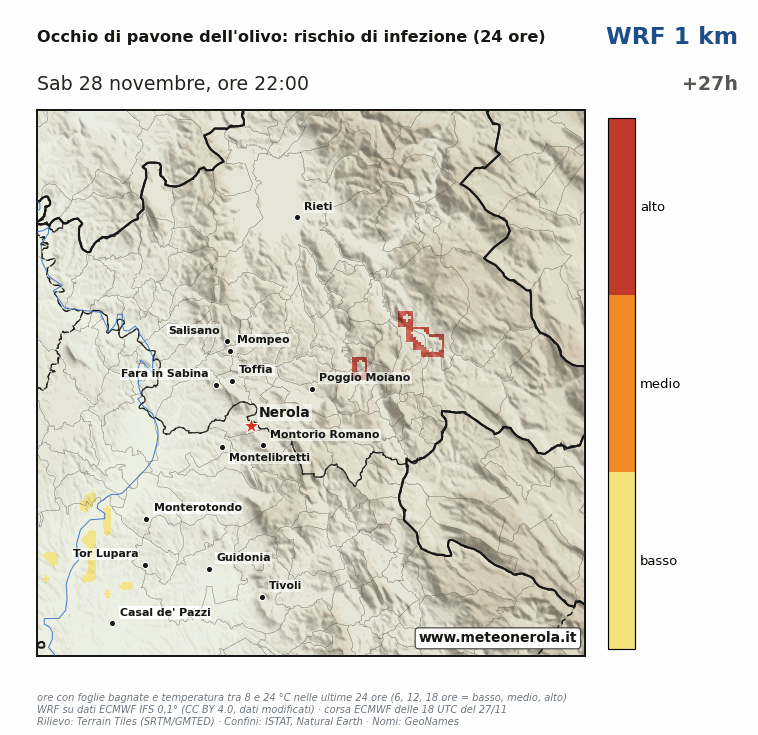 Occhio di pavone dell'olivo: rischio di infezione (24 ore)
WRF 1 km
Sab 28 novembre, ore 22:00
+27h
alto
medio
basso
Rieti
Salisano
Mompeo
Fara in Sabina
Toffia
Poggio Moiano
Nerola
Montorio Romano
Montelibretti
Monterotondo
Tor Lupara
Guidonia
Tivoli
Casal de' Pazzi
www.meteonerola.it
ore con foglie bagnate e temperatura tra 8 e 24 °C nelle ultime 24 ore (6, 12, 18 ore = basso, medio, alto)
WRF su dati ECMWF IFS 0,1° (CC BY 4.0, dati modificati) · corsa ECMWF delle 18 UTC del 27/11
Rilievo: Terrain Tiles (SRTM/GMTED) · Confini: ISTAT, Natural Earth · Nomi: GeoNames